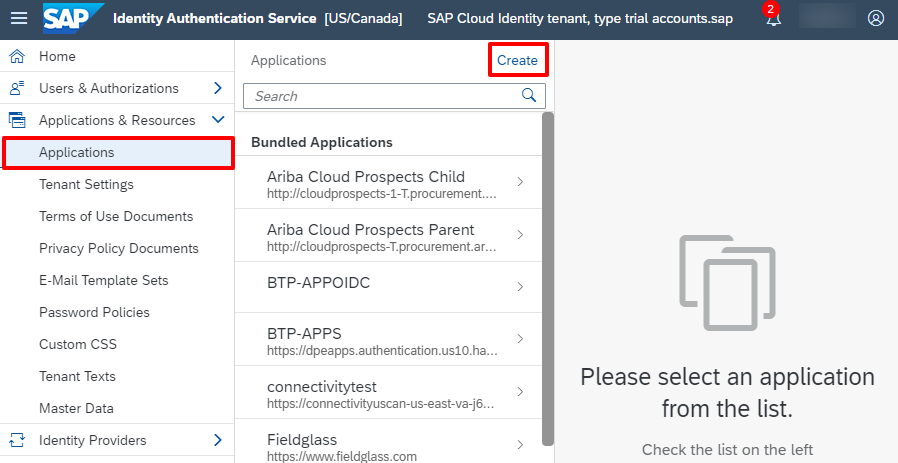 SAP Identity Authentication Service [US/Canada] SAP Cloud Identity tenant, type trial accounts.sap 2
Home
Users & Authorizations
Applications & Resources
Applications
Tenant Settings
Terms of Use Documents
Privacy Policy Documents
E-Mail Template Sets
Password Policies
Custom CSS
Tenant Texts
Master Data
Identity Providers
Applications Create
Search
Bundled Applications
Ariba Cloud Prospects Child
http://cloudprospects-1-T.procurement....
Ariba Cloud Prospects Parent
http://cloudprospects-T.procurement.ar...
BTP-APPOIDC
BTP-APPS
https://dpeapps.authentication.us10.ha...
connectivitytest
https://connectivityuscan-us-east-va-j6...
Fieldglass
https://www.fieldglass.com
Please select an application
from the list.
Check the list on the left